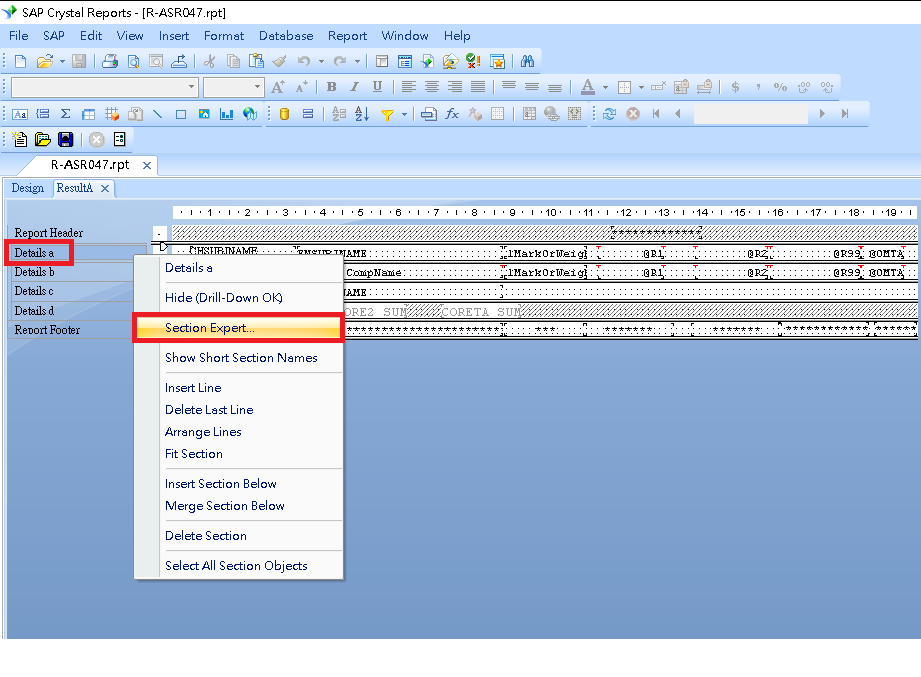 SAP Crystal Reports - [R-ASR047.rpt]
File SAP Edit View Insert Format Database Report Window Help
R-ASR047.rpt
Design ResultA
1 2 3 4 5 6 7 8 9 10 11 12 13 14 15 16 17 18 19
Report Header
Details a
CHSUBJNAME ENSUBJNAME lMarkOrWeig @R1 @R2 @R99 @OMTA
Details b
CompName lMarkOrWeig @R1 @R2 @R99 @OMTA
Details c
NAME
Details d
ORE2 SUM CORETA SUM
Report Footer
Details a
Hide (Drill-Down OK)
Section Expert...
Show Short Section Names
Insert Line
Delete Last Line
Arrange Lines
Fit Section
Insert Section Below
Merge Section Below
Delete Section
Select All Section Objects